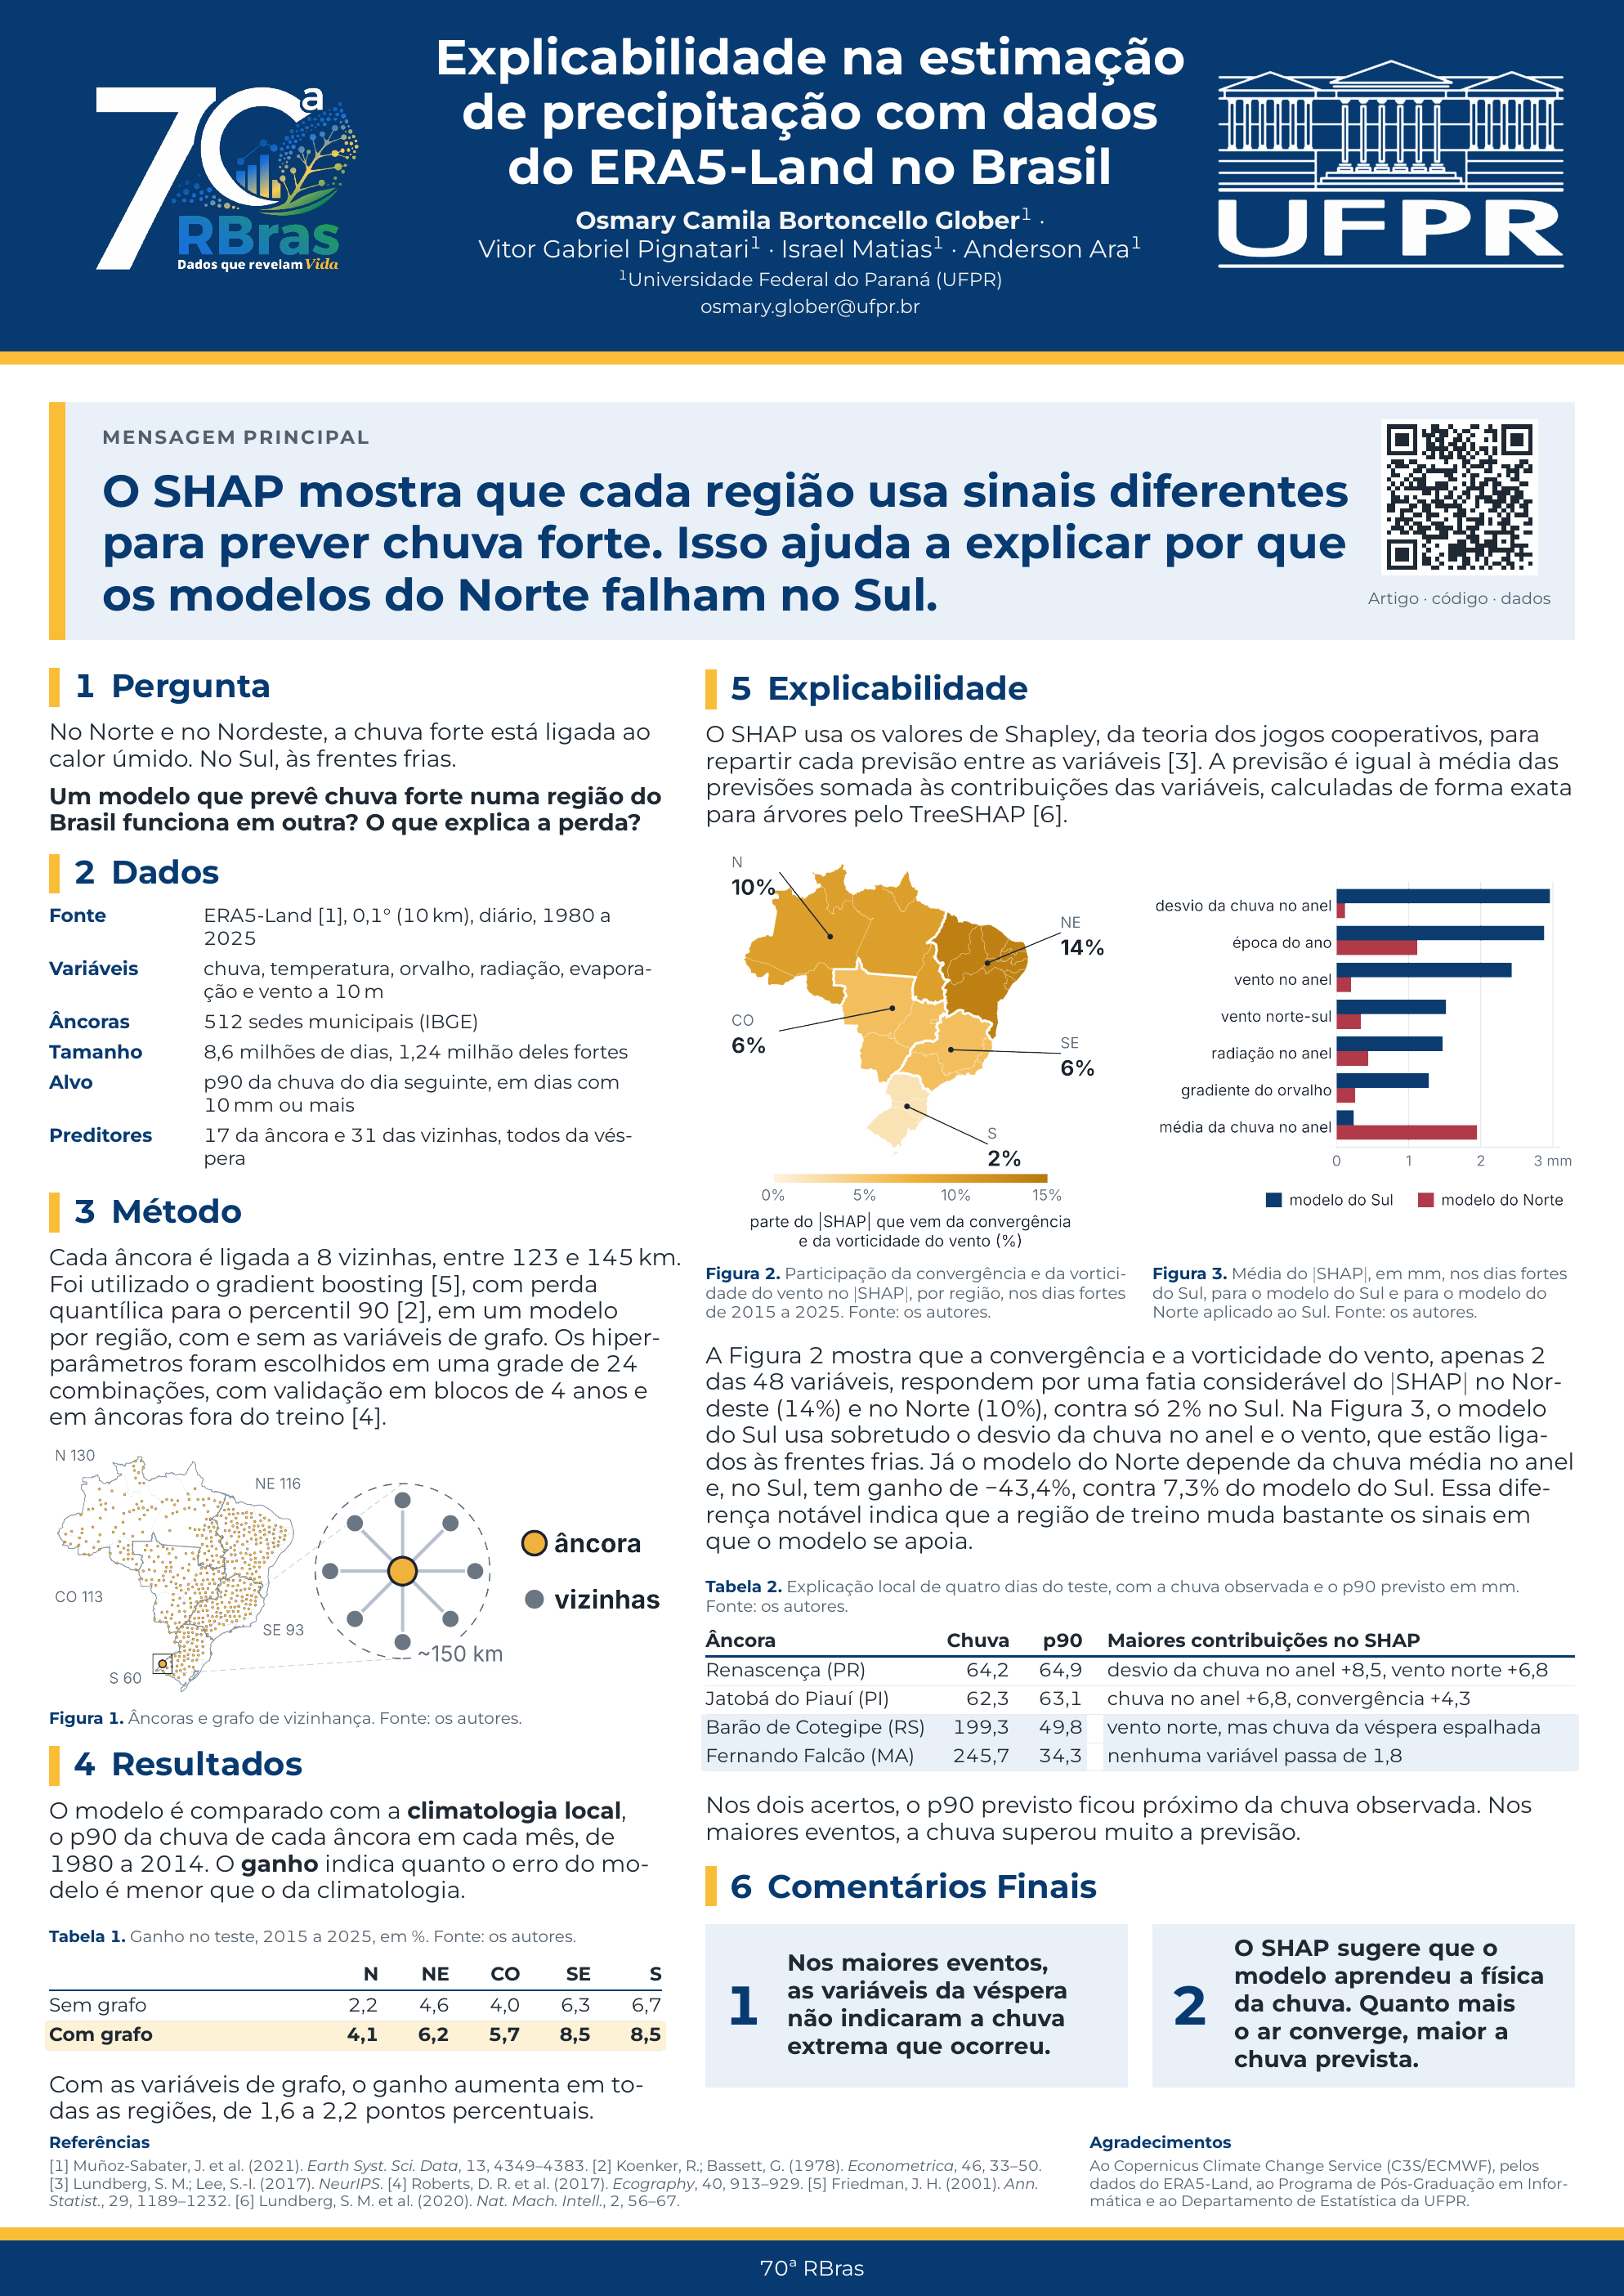 70ª
RBras
Dados que revelam Vida
Explicabilidade na estimação
de precipitação com dados
do ERA5-Land no Brasil
Osmary Camila Bortoncello Glober¹ ·
Vitor Gabriel Pignatari¹ · Israel Matias¹ · Anderson Ara¹
¹Universidade Federal do Paraná (UFPR)
osmary.glober@ufpr.br
UFPR
MENSAGEM PRINCIPAL
O SHAP mostra que cada região usa sinais diferentes
para prever chuva forte. Isso ajuda a explicar por que
os modelos do Norte falham no Sul.
Artigo · código · dados
1 Pergunta
No Norte e no Nordeste, a chuva forte está ligada ao
calor úmido. No Sul, às frentes frias.
Um modelo que prevê chuva forte numa região do
Brasil funciona em outra? O que explica a perda?
2 Dados
Fonte ERA5-Land [1], 0,1° (10 km), diário, 1980 a
2025
Variáveis chuva, temperatura, orvalho, radiação, evapora-
ção e vento a 10 m
Âncoras 512 sedes municipais (IBGE)
Tamanho 8,6 milhões de dias, 1,24 milhão deles fortes
Alvo p90 da chuva do dia seguinte, em dias com
10 mm ou mais
Preditores 17 da âncora e 31 das vizinhas, todos da vés-
pera
3 Método
Cada âncora é ligada a 8 vizinhas, entre 123 e 145 km.
Foi utilizado o gradient boosting [5], com perda
quantílica para o percentil 90 [2], em um modelo
por região, com e sem as variáveis de grafo. Os hiper-
parâmetros foram escolhidos em uma grade de 24
combinações, com validação em blocos de 4 anos e
em âncoras fora do treino [4].
N 130
NE 116
CO 113
SE 93
S 60
~150 km
âncora
vizinhas
Figura 1. Âncoras e grafo de vizinhança. Fonte: os autores.
4 Resultados
O modelo é comparado com a climatologia local,
o p90 da chuva de cada âncora em cada mês, de
1980 a 2014. O ganho indica quanto o erro do mo-
delo é menor que o da climatologia.
Tabela 1. Ganho no teste, 2015 a 2025, em %. Fonte: os autores.
N NE CO SE S
Sem grafo 2,2 4,6 4,0 6,3 6,7
Com grafo 4,1 6,2 5,7 8,5 8,5
Com as variáveis de grafo, o ganho aumenta em to-
das as regiões, de 1,6 a 2,2 pontos percentuais.
5 Explicabilidade
O SHAP usa os valores de Shapley, da teoria dos jogos cooperativos, para
repartir cada previsão entre as variáveis [3]. A previsão é igual à média das
previsões somada às contribuições das variáveis, calculadas de forma exata
para árvores pelo TreeSHAP [6].
N
10%
NE
14%
CO
6%
SE
6%
S
2%
0% 5% 10% 15%
parte do |SHAP| que vem da convergência
e da vorticidade do vento (%)
Figura 2. Participação da convergência e da vortici-
dade do vento no |SHAP|, por região, nos dias fortes
de 2015 a 2025. Fonte: os autores.
desvio da chuva no anel
época do ano
vento no anel
vento norte-sul
radiação no anel
gradiente do orvalho
média da chuva no anel
0 1 2 3 mm
modelo do Sul modelo do Norte
Figura 3. Média do |SHAP|, em mm, nos dias fortes
do Sul, para o modelo do Sul e para o modelo do
Norte aplicado ao Sul. Fonte: os autores.
A Figura 2 mostra que a convergência e a vorticidade do vento, apenas 2
das 48 variáveis, respondem por uma fatia considerável do |SHAP| no Nor-
deste (14%) e no Norte (10%), contra só 2% no Sul. Na Figura 3, o modelo
do Sul usa sobretudo o desvio da chuva no anel e o vento, que estão liga-
dos às frentes frias. Já o modelo do Norte depende da chuva média no anel
e, no Sul, tem ganho de −43,4%, contra 7,3% do modelo do Sul. Essa dife-
rença notável indica que a região de treino muda bastante os sinais em
que o modelo se apoia.
Tabela 2. Explicação local de quatro dias do teste, com a chuva observada e o p90 previsto em mm.
Fonte: os autores.
Âncora Chuva p90 Maiores contribuições no SHAP
Renascença (PR) 64,2 64,9 desvio da chuva no anel +8,5, vento norte +6,8
Jatobá do Piauí (PI) 62,3 63,1 chuva no anel +6,8, convergência +4,3
Barão de Cotegipe (RS) 199,3 49,8 vento norte, mas chuva da véspera espalhada
Fernando Falcão (MA) 245,7 34,3 nenhuma variável passa de 1,8
Nos dois acertos, o p90 previsto ficou próximo da chuva observada. Nos
maiores eventos, a chuva superou muito a previsão.
6 Comentários Finais
1
Nos maiores eventos,
as variáveis da véspera
não indicaram a chuva
extrema que ocorreu.
2
O SHAP sugere que o
modelo aprendeu a física
da chuva. Quanto mais
o ar converge, maior a
chuva prevista.
Referências
[1] Muñoz-Sabater, J. et al. (2021). Earth Syst. Sci. Data, 13, 4349–4383. [2] Koenker, R.; Bassett, G. (1978). Econometrica, 46, 33–50.
[3] Lundberg, S. M.; Lee, S.-I. (2017). NeurIPS. [4] Roberts, D. R. et al. (2017). Ecography, 40, 913–929. [5] Friedman, J. H. (2001). Ann.
Statist., 29, 1189–1232. [6] Lundberg, S. M. et al. (2020). Nat. Mach. Intell., 2, 56–67.
Agradecimentos
Ao Copernicus Climate Change Service (C3S/ECMWF), pelos
dados do ERA5-Land, ao Programa de Pós-Graduação em Infor-
mática e ao Departamento de Estatística da UFPR.
70ª RBras